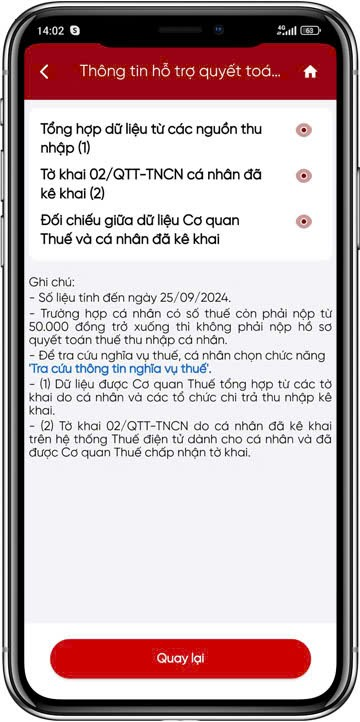 14:02
4G
63
Thông tin hỗ trợ quyết toá...
Tổng hợp dữ liệu từ các nguồn thu
nhập (1)
Tờ khai 02/QTT-TNCN cá nhân đã
kê khai (2)
Đối chiếu giữa dữ liệu Cơ quan
Thuế và cá nhân đã kê khai
Ghi chú:
- Số liệu tính đến ngày 25/09/2024.
- Trường hợp cá nhân có số thuế còn phải nộp từ
50.000 đồng trở xuống thì không phải nộp hồ sơ
quyết toán thuế thu nhập cá nhân.
- Để tra cứu nghĩa vụ thuế, cá nhân chọn chức năng
'Tra cứu thông tin nghĩa vụ thuế'.
- (1) Dữ liệu được Cơ quan Thuế tổng hợp từ các tờ
khai do cá nhân và các tổ chức chi trả thu nhập kê
khai.
- (2) Tờ khai 02/QTT-TNCN do cá nhân đã kê khai
trên hệ thống Thuế điện tử dành cho cá nhân và đã
được Cơ quan Thuế chấp nhận tờ khai.
Quay lại